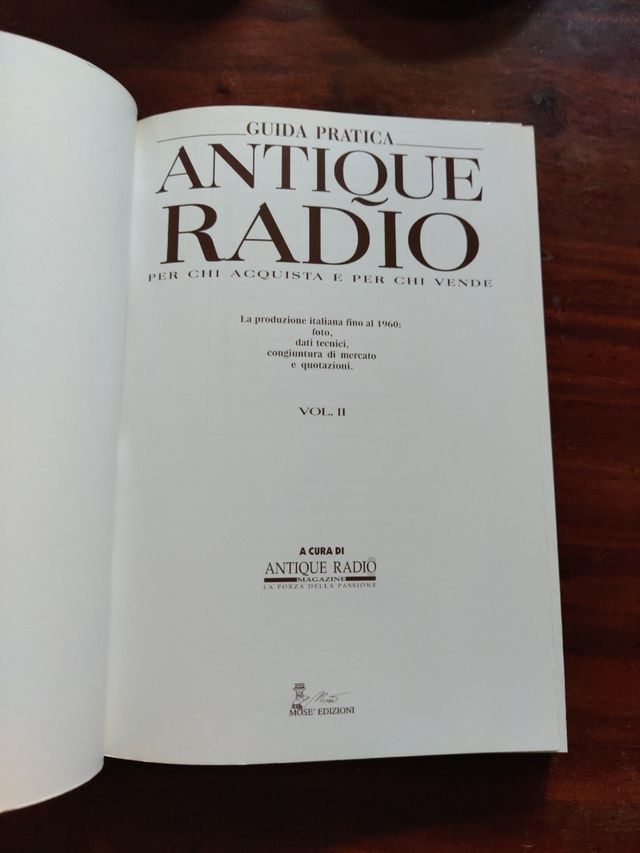 GUIDA PRATICA
ANTIQUE
RADIO
PER CHI ACQUISTA E PER CHI VENDE
La produzione italiana fino al 1960:
foto,
dati tecnici,
congiuntura di mercato
e quotazioni.
VOL. II
A CURA DI
ANTIQUE RADIO
MAGAZINE
LA FORZA DELLA PASSIONE
MOSE' EDIZIONI